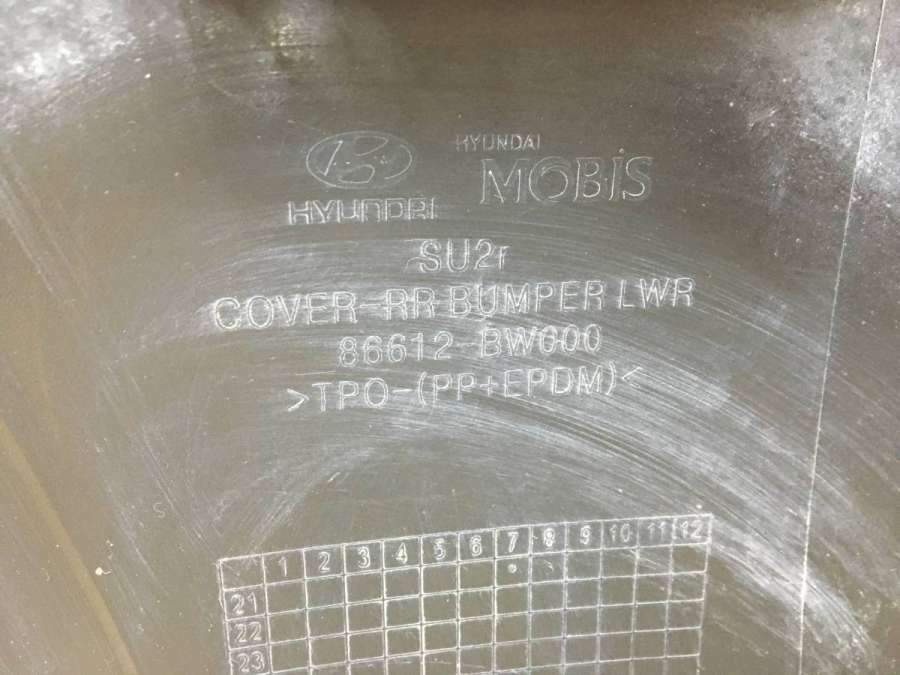 HYUNDAI
MOBIS
HYUNDAI
SU2r
COVER-RR BUMPER LWR
86612-BW000
>TPO-(PP+EPDM)<
1 2 3 4 5 6 7 8 9 10 11 12
21
22
23